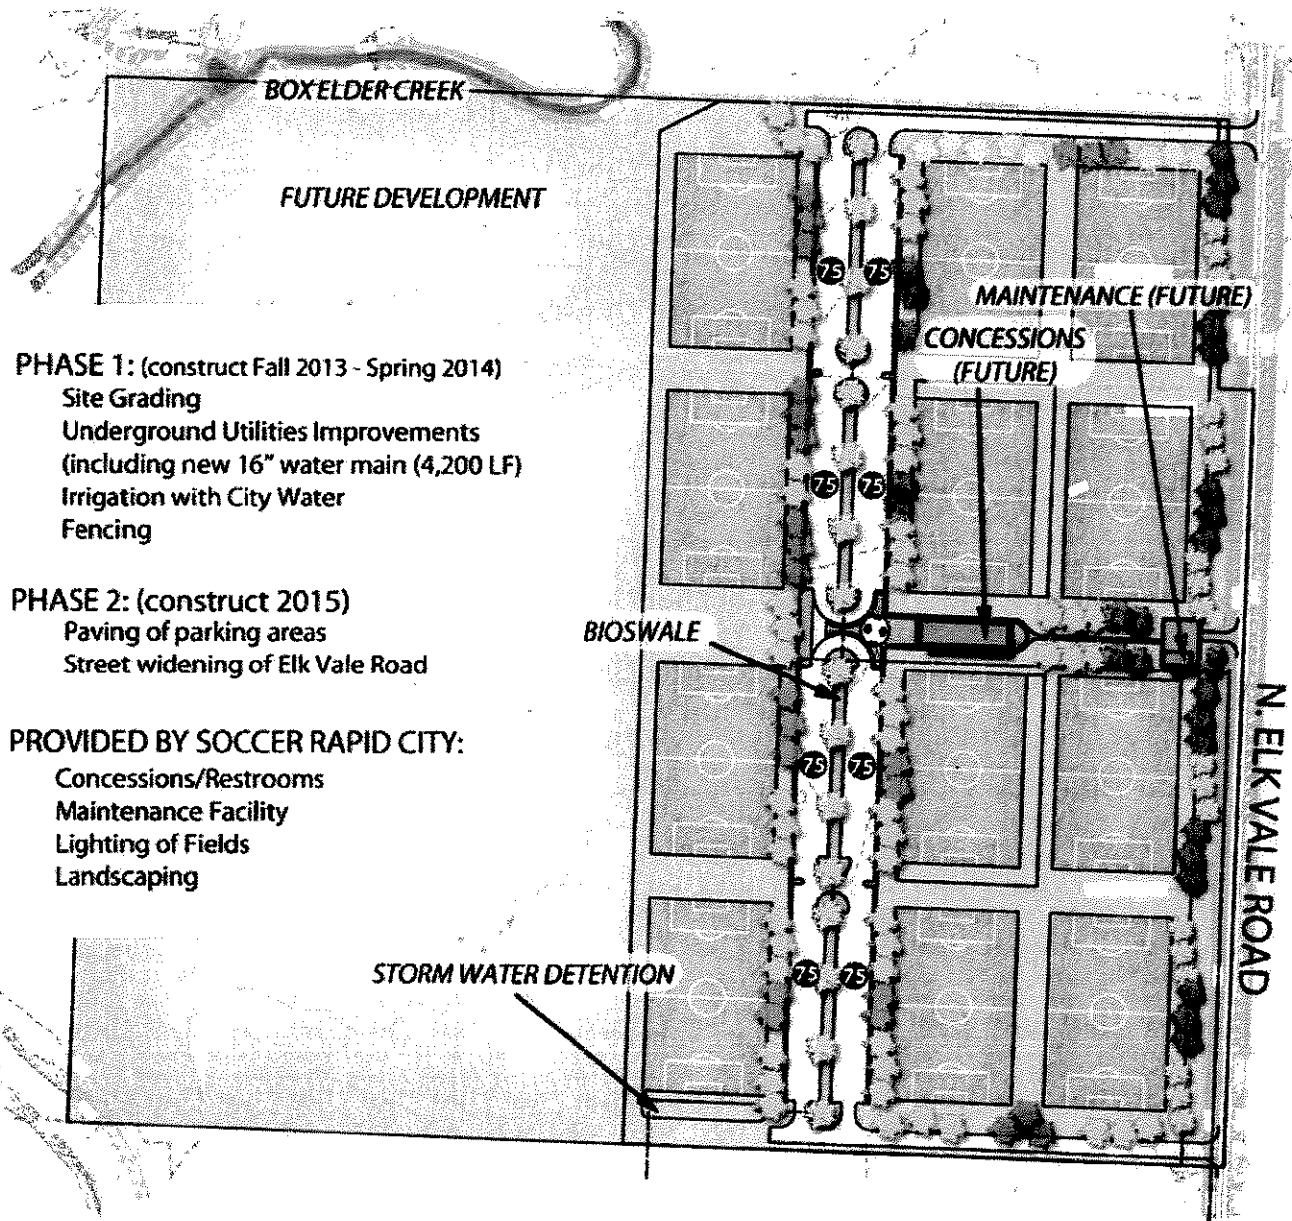 BOX ELDER CREEK
FUTURE DEVELOPMENT
75 75
MAINTENANCE (FUTURE)
CONCESSIONS
(FUTURE)
PHASE 1: (construct Fall 2013 - Spring 2014)
Site Grading
Underground Utilities Improvements
(including new 16” water main (4,200 LF)
Irrigation with City Water
Fencing
75 75
PHASE 2: (construct 2015)
Paving of parking areas
Street widening of Elk Vale Road
BIOSWALE
N. ELK VALE ROAD
PROVIDED BY SOCCER RAPID CITY:
Concessions/Restrooms
Maintenance Facility
Lighting of Fields
Landscaping
75 75
STORM WATER DETENTION
75 75